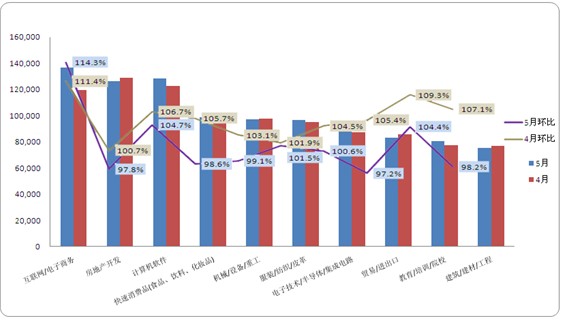 160,000
140,000
120,000
100,000
80,000
60,000
40,000
20,000
0
114.3%
111.4%
100.7%
97.8%
106.7%
104.7%
105.7%
98.6%
103.1%
99.1%
101.9%
101.5%
104.5%
100.6%
105.4%
97.2%
109.3%
104.4%
107.1%
98.2%
互联网/电子商务
房地产开发
计算机软件
快速消费品(食品、饮料、化妆品)
机械/设备/重工
服装/纺织/皮革
电子技术/半导体/集成电路
贸易/进出口
教育/培训/院校
建筑/建材/工程
5月环比
4月环比
5月
4月